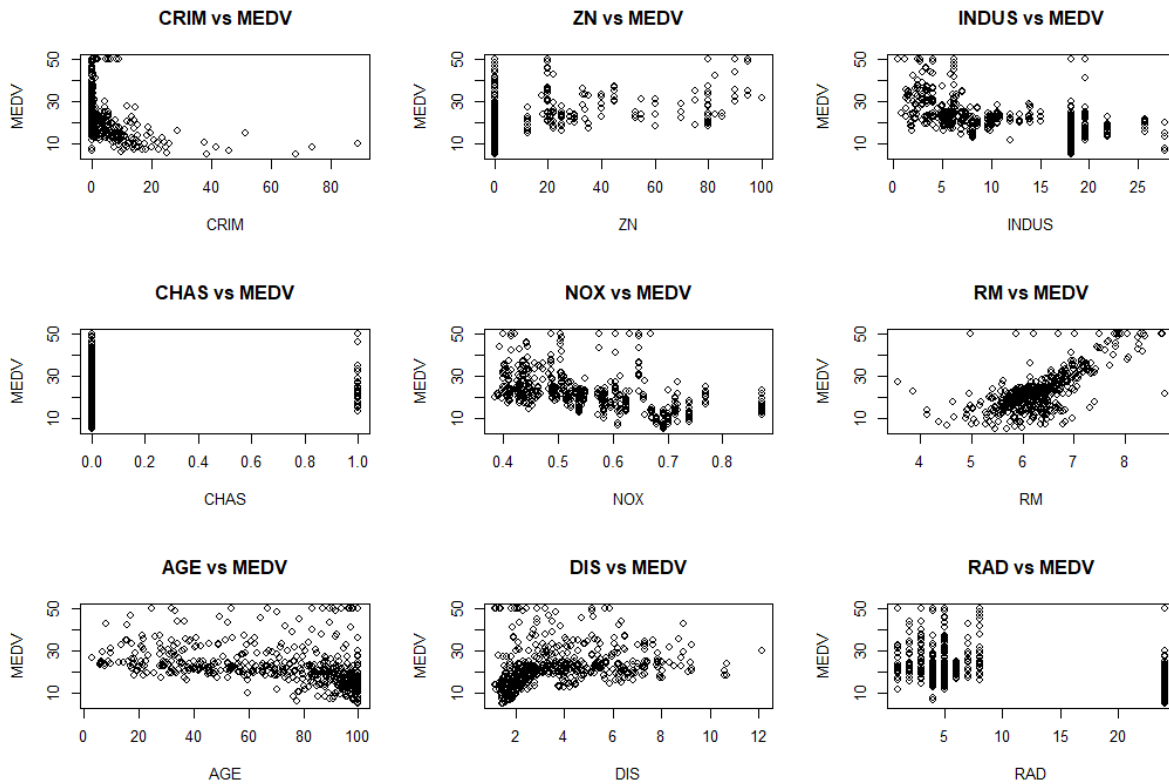 CRIM vs MEDV
MEDV
10 30 50
0 20 40 60 80
CRIM
ZN vs MEDV
MEDV
10 30 50
0 20 40 60 80 100
ZN
INDUS vs MEDV
MEDV
10 30 50
0 5 10 15 20 25
INDUS
CHAS vs MEDV
MEDV
10 30 50
0.0 0.2 0.4 0.6 0.8 1.0
CHAS
NOX vs MEDV
MEDV
10 30 50
0.4 0.5 0.6 0.7 0.8
NOX
RM vs MEDV
MEDV
10 30 50
4 5 6 7 8
RM
AGE vs MEDV
MEDV
10 30 50
0 20 40 60 80 100
AGE
DIS vs MEDV
MEDV
10 30 50
2 4 6 8 10 12
DIS
RAD vs MEDV
MEDV
10 30 50
5 10 15 20
RAD